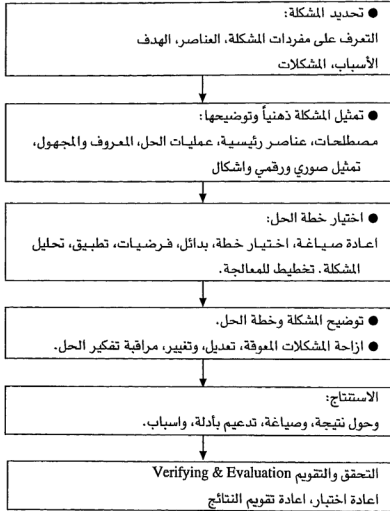 ● تحديد المشكلة:
التعرف على مفردات المشكلة، العناصر، الهدف
الأسباب، المشكلات
● تمثيل المشكلة ذهنياً وتوضيحها:
مصطلحات، عناصر رئيسية، عمليات الحل، المعروف والمجهول،
تمثل صوري ورقمي واشكال
● اختيار خطة الحل:
اعادة صياغة، اختيار خطة، بدائل، فرضيات، تطبيق، تحليل
المشكلة. تخطيط للمعالجة.
● توضيح المشكلة وخطة الحل.
● ازاحة المشكلات المعوقة، تعديل، وتغيير، مراقبة تفكير الحل.
الاستنتاج:
وحول نتيجة، وصياغة، تدعيم بأدلة، واسباب.
التحقق والتقويم Verifying & Evaluation
اعادة اختبار، اعادة تقويم النتائج